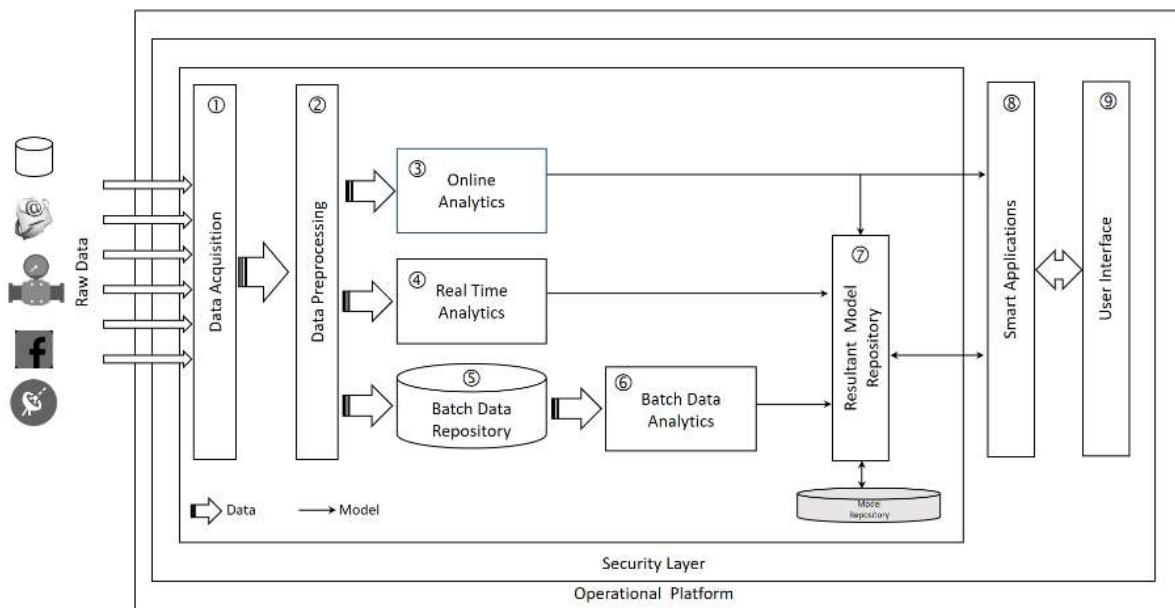 Raw Data
@
f
①
Data Acquisition
②
Data Preprocessing
③
Online
Analytics
④
Real Time
Analytics
⑤
Batch Data
Repository
⑥
Batch Data
Analytics
⑦
Resultant Model
Repository
Model
Repository
⑧
Smart Applications
⑨
User Interface
Data
Model
Security Layer
Operational Platform